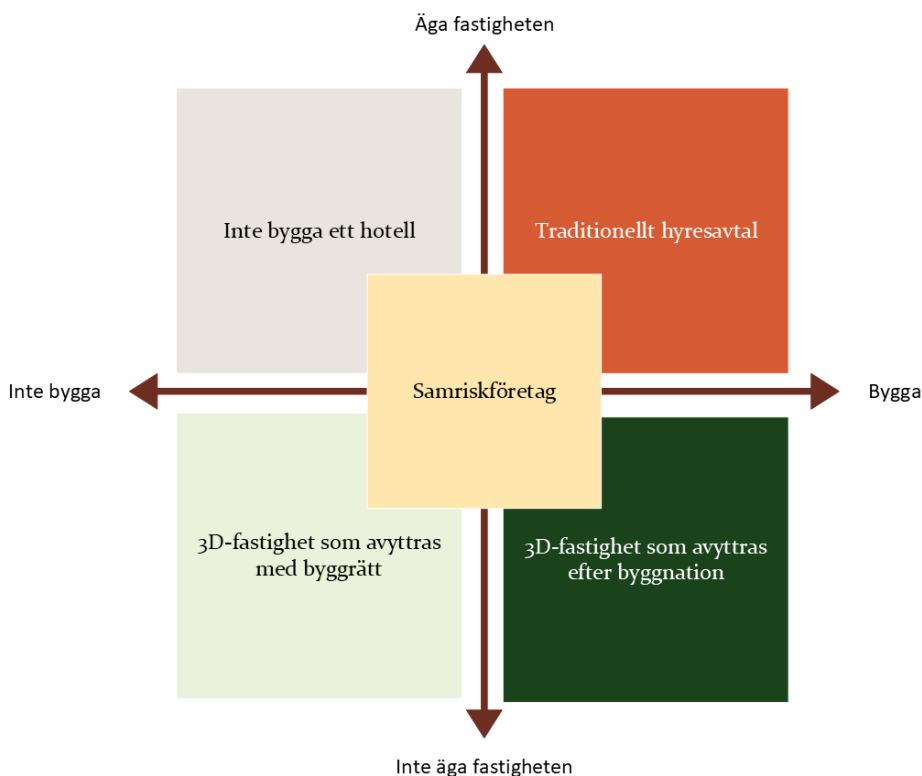 Äga fastigheten
Inte bygga ett hotell
Traditionellt hyresavtal
Inte bygga
Samriskföretag
Bygga
3D-fastighet som avyttras
med byggrätt
3D-fastighet som avyttras
efter byggnation
Inte äga fastigheten